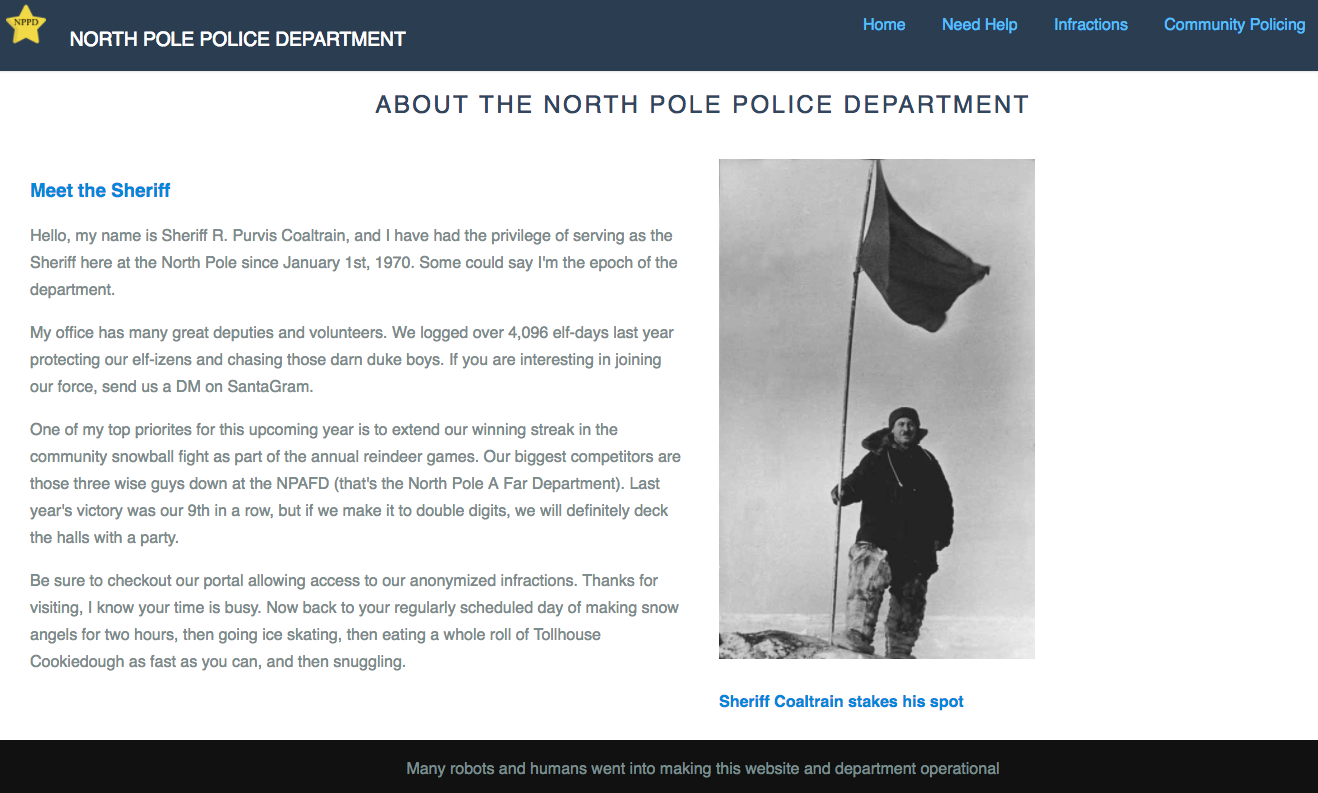 NPPD
NORTH POLE POLICE DEPARTMENT
Home
Need Help
Infractions
Community Policing
ABOUT THE NORTH POLE POLICE DEPARTMENT
Meet the Sheriff
Hello, my name is Sheriff R. Purvis Coaltrain, and I have had the privilege of serving as the
Sheriff here at the North Pole since January 1st, 1970. Some could say I'm the epoch of the
department.
My office has many great deputies and volunteers. We logged over 4,096 elf-days last year
protecting our elf-izens and chasing those darn duke boys. If you are interesting in joining
our force, send us a DM on SantaGram.
One of my top priorites for this upcoming year is to extend our winning streak in the
community snowball fight as part of the annual reindeer games. Our biggest competitors are
those three wise guys down at the NPAFD (that's the North Pole A Far Department). Last
year's victory was our 9th in a row, but if we make it to double digits, we will definitely deck
the halls with a party.
Be sure to checkout our portal allowing access to our anonymized infractions. Thanks for
visiting, I know your time is busy. Now back to your regularly scheduled day of making snow
angels for two hours, then going ice skating, then eating a whole roll of Tollhouse
Cookiedough as fast as you can, and then snuggling.
Sheriff Coaltrain stakes his spot
Many robots and humans went into making this website and department operational